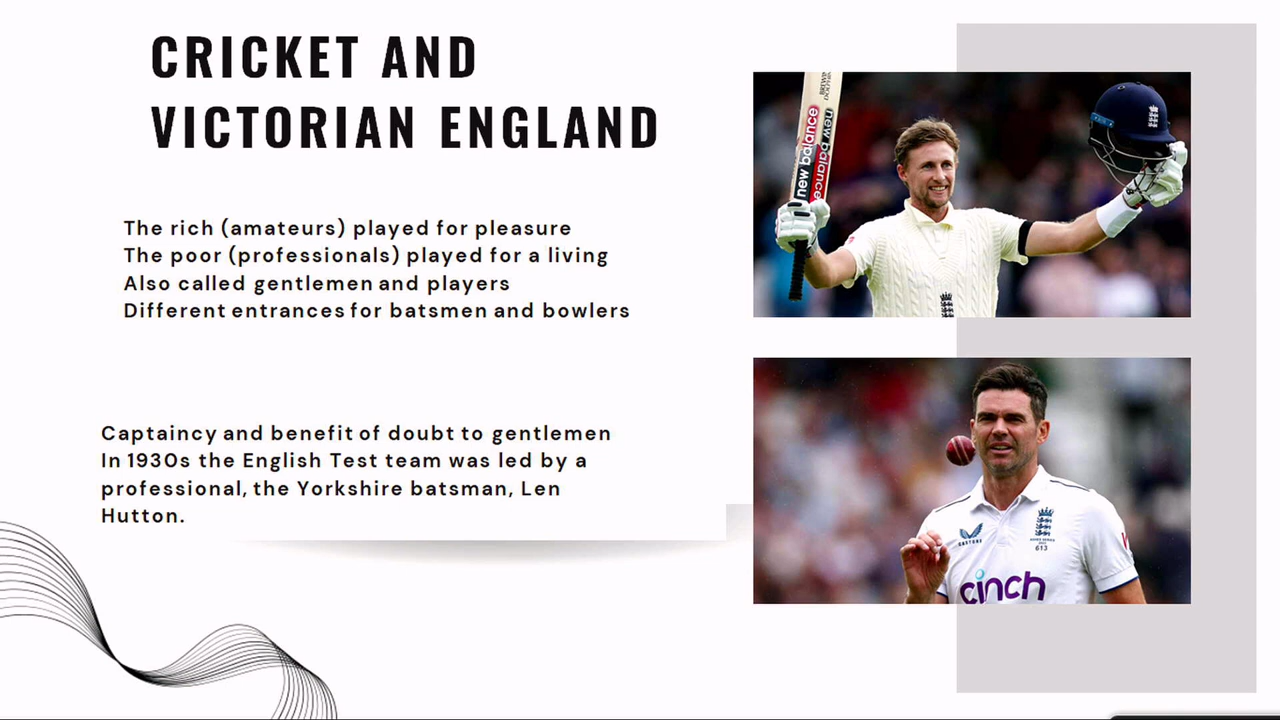 CRICKET AND
VICTORIAN ENGLAND
The rich (amateurs) played for pleasure
The poor (professionals) played for a living
Also called gentlemen and players
Different entrances for batsmen and bowlers
Captaincy and benefit of doubt to gentlemen
In 1930s the English Test team was led by a
professional, the Yorkshire batsman, Len
Hutton.
new balance
new balance
CASTORE
613
cinch